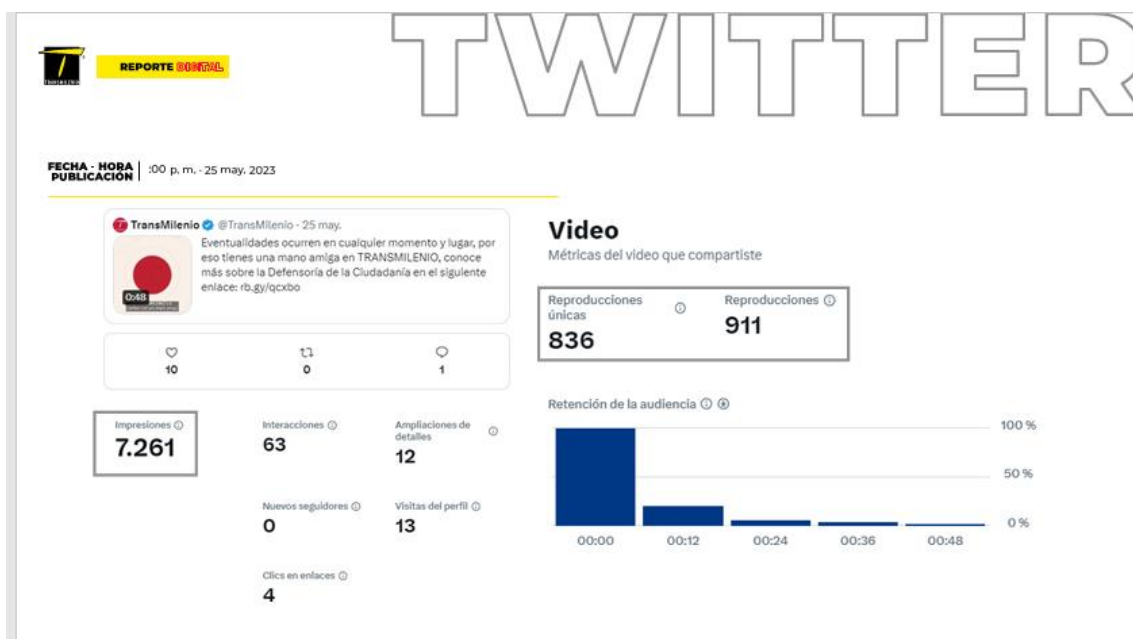 TWITTER
REPORTE DIGITAL
FECHA - HORA
PUBLICACIÓN
:00 p. m. · 25 may. 2023
TransMilenio @TransMilenio · 25 may.
Eventualidades ocurren en cualquier momento y lugar, por
eso tienes una mano amiga en TRANSMILENIO, conoce
más sobre la Defensoría de la Ciudadanía en el siguiente
enlace: rb.gy/qcxbo
0:48
10
0
1
Impresiones
7.261
Interacciones
63
Ampliaciones de
detalles
12
Nuevos seguidores
0
Visitas del perfil
13
Clics en enlaces
4
Video
Métricas del video que compartiste
Reproducciones
únicas
836
Reproducciones
911
Retención de la audiencia
100 %
50 %
0 %
00:00 00:12 00:24 00:36 00:48